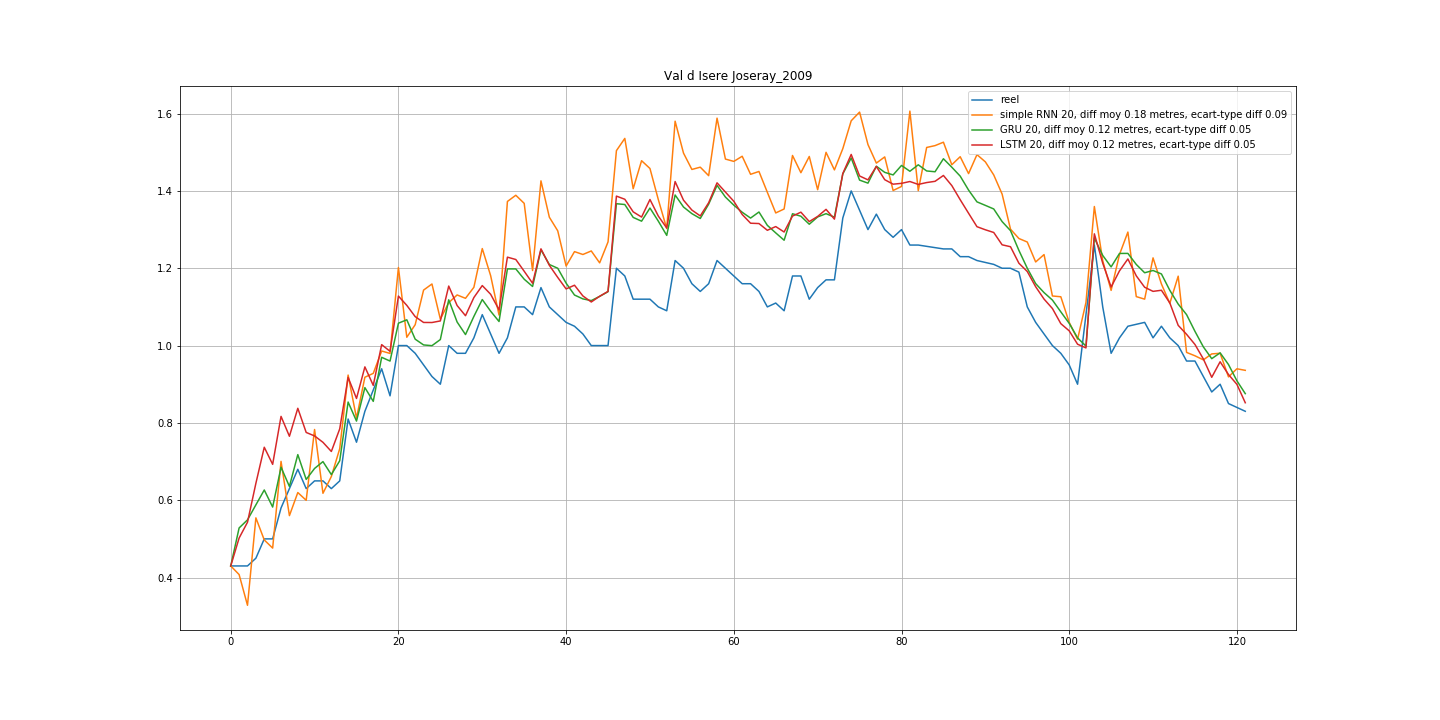 Val d Isere Joseray_2009
reel
simple RNN 20, diff moy 0.18 metres, ecart-type diff 0.09
GRU 20, diff moy 0.12 metres, ecart-type diff 0.05
LSTM 20, diff moy 0.12 metres, ecart-type diff 0.05
1.6
1.4
1.2
1.0
0.8
0.6
0.4
0 20 40 60 80 100 120